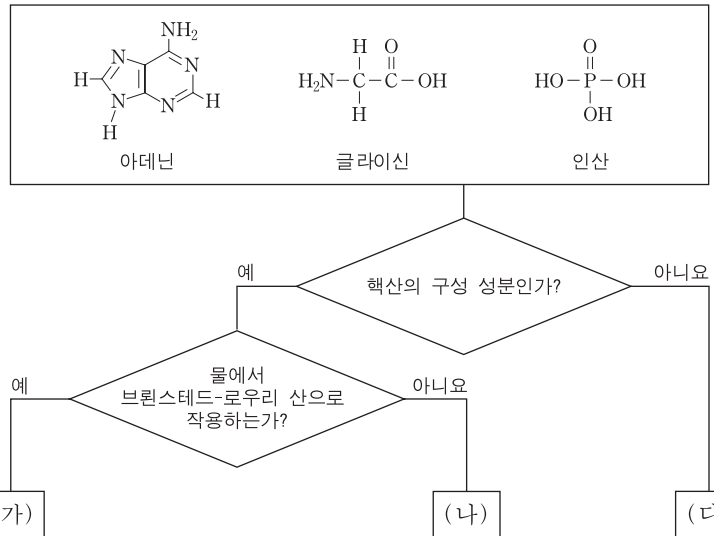 NH₂
N
N
H
N
N
H
H
아데닌
H O
H₂N-C-C-OH
H
글라이신
O
HO-P-OH
OH
인산
예
핵산의 구성 성분인가?
아니요
예
물에서
브뢴스테드-로우리 산으로
작용하는가?
아니요
가)
(나)
(다